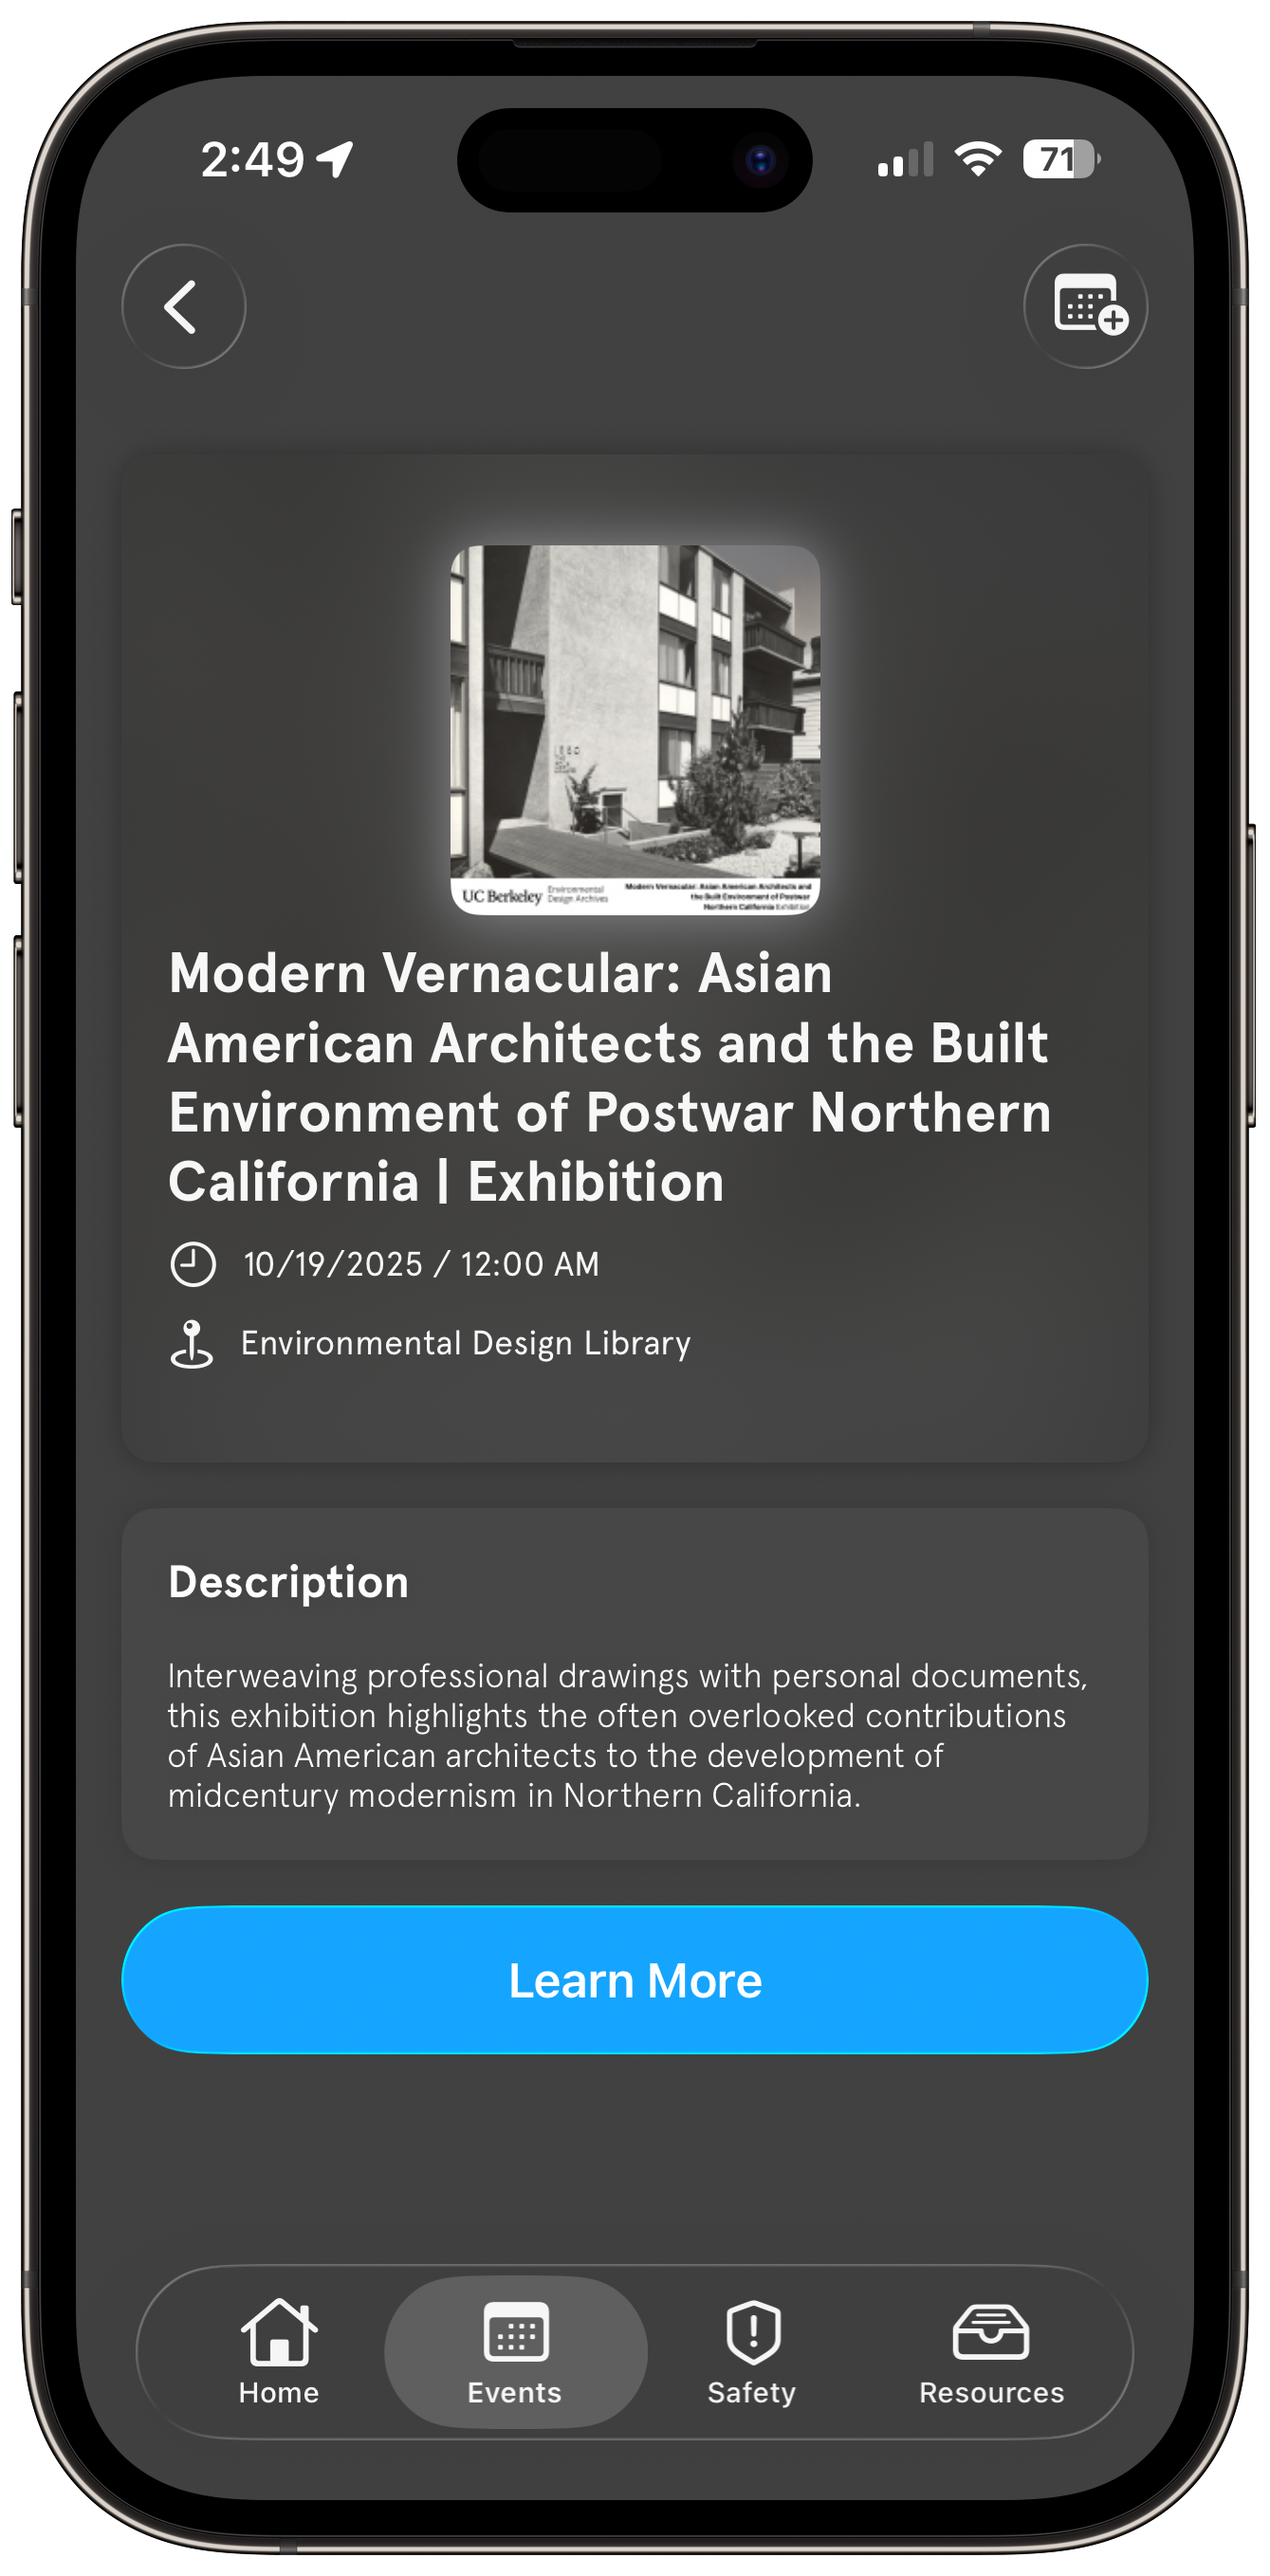 2:49
71
1860
UC Berkeley
Environmental
Design Archives
Modern Vernacular: Asian American Architects and
the Built Environment of Postwar
Northern California Exhibition
Modern Vernacular: Asian
American Architects and the Built
Environment of Postwar Northern
California | Exhibition
10/19/2025 / 12:00 AM
Environmental Design Library
Description
Interweaving professional drawings with personal documents,
this exhibition highlights the often overlooked contributions
of Asian American architects to the development of
midcentury modernism in Northern California.
Learn More
Home
Events
Safety
Resources